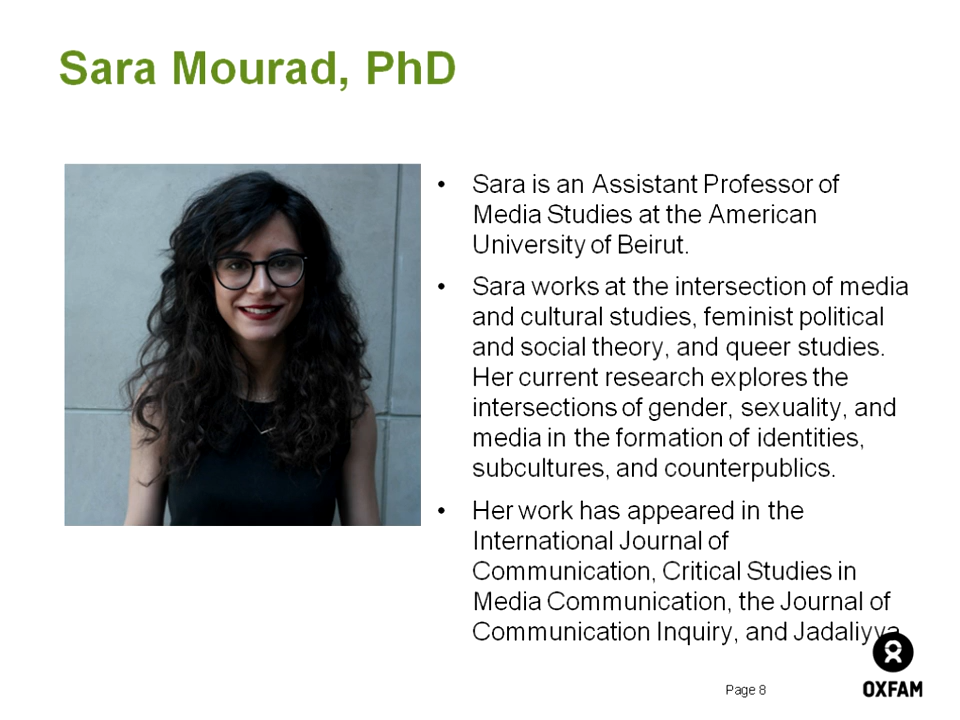 Sara Mourad, PhD
• Sara is an Assistant Professor of
Media Studies at the American
University of Beirut.
• Sara works at the intersection of media
and cultural studies, feminist political
and social theory, and queer studies.
Her current research explores the
intersections of gender, sexuality, and
media in the formation of identities,
subcultures, and counterpublics.
• Her work has appeared in the
International Journal of
Communication, Critical Studies in
Media Communication, the Journal of
Communication Inquiry, and Jadaliyya
Page 8
OXFAM